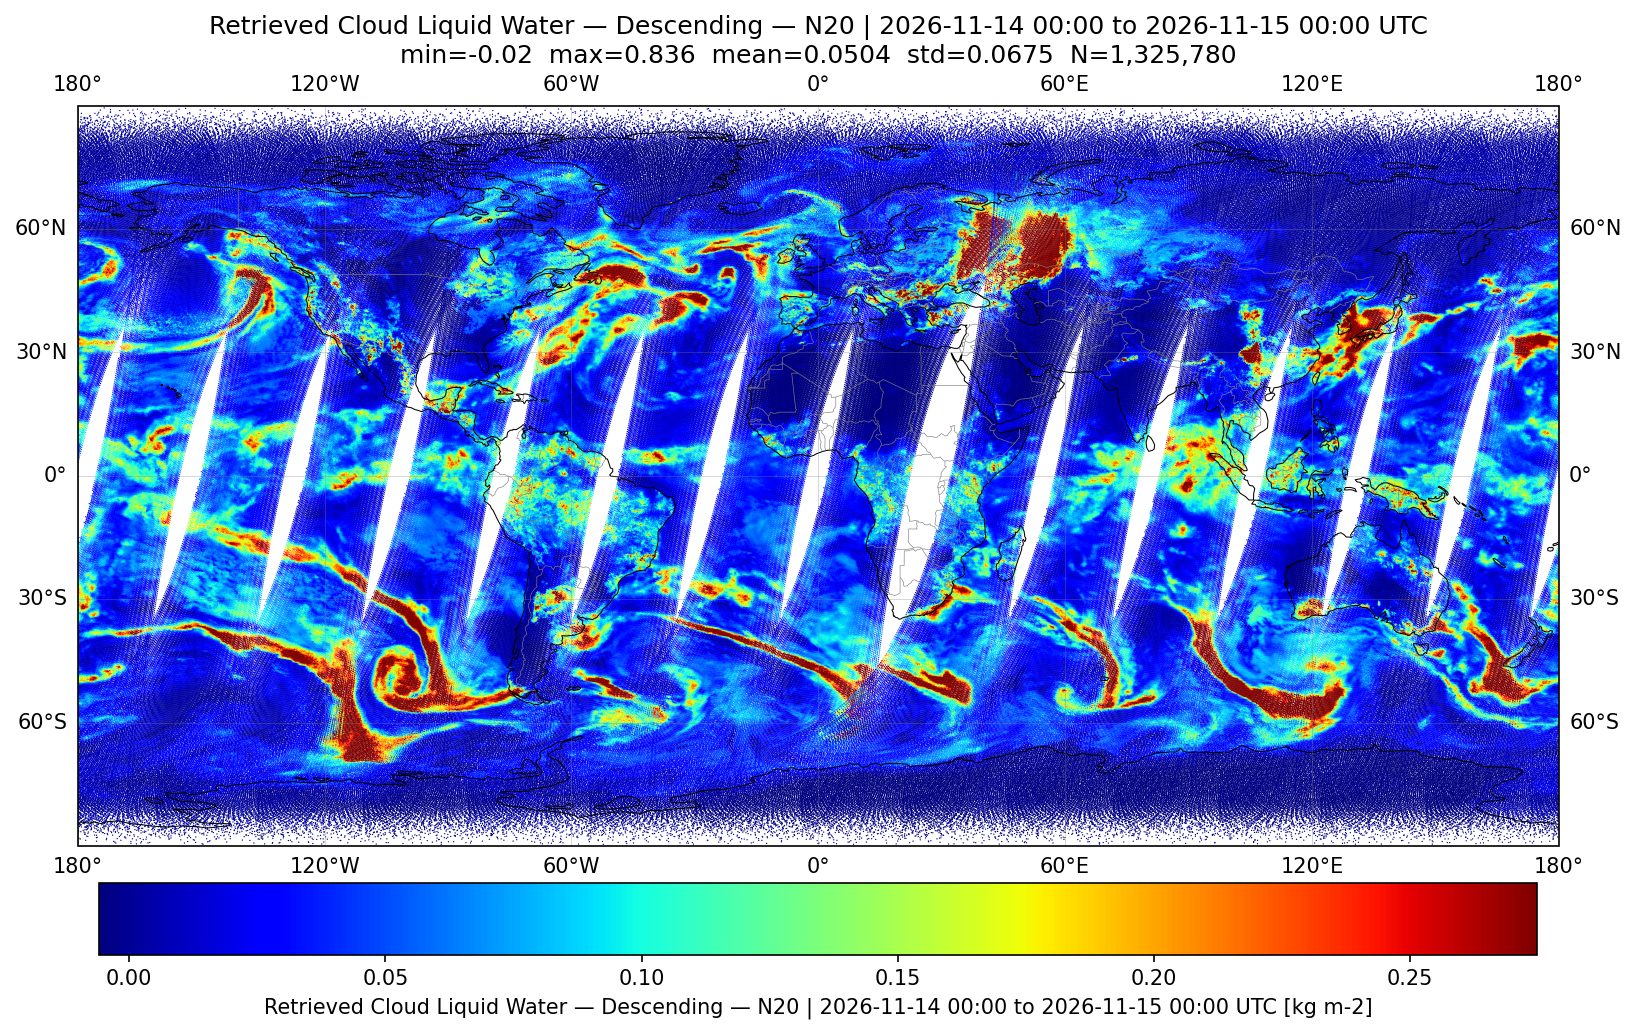 Retrieved Cloud Liquid Water — Descending — N20 | 2026-11-14 00:00 to 2026-11-15 00:00 UTC
min=-0.02 max=0.836 mean=0.0504 std=0.0675 N=1,325,780
180° 120°W 60°W 0° 60°E 120°E 180°
60°N 60°N
30°N 30°N
0° 0°
30°S 30°S
60°S 60°S
180° 120°W 60°W 0° 60°E 120°E 180°
0.00 0.05 0.10 0.15 0.20 0.25
Retrieved Cloud Liquid Water — Descending — N20 | 2026-11-14 00:00 to 2026-11-15 00:00 UTC [kg m-2]